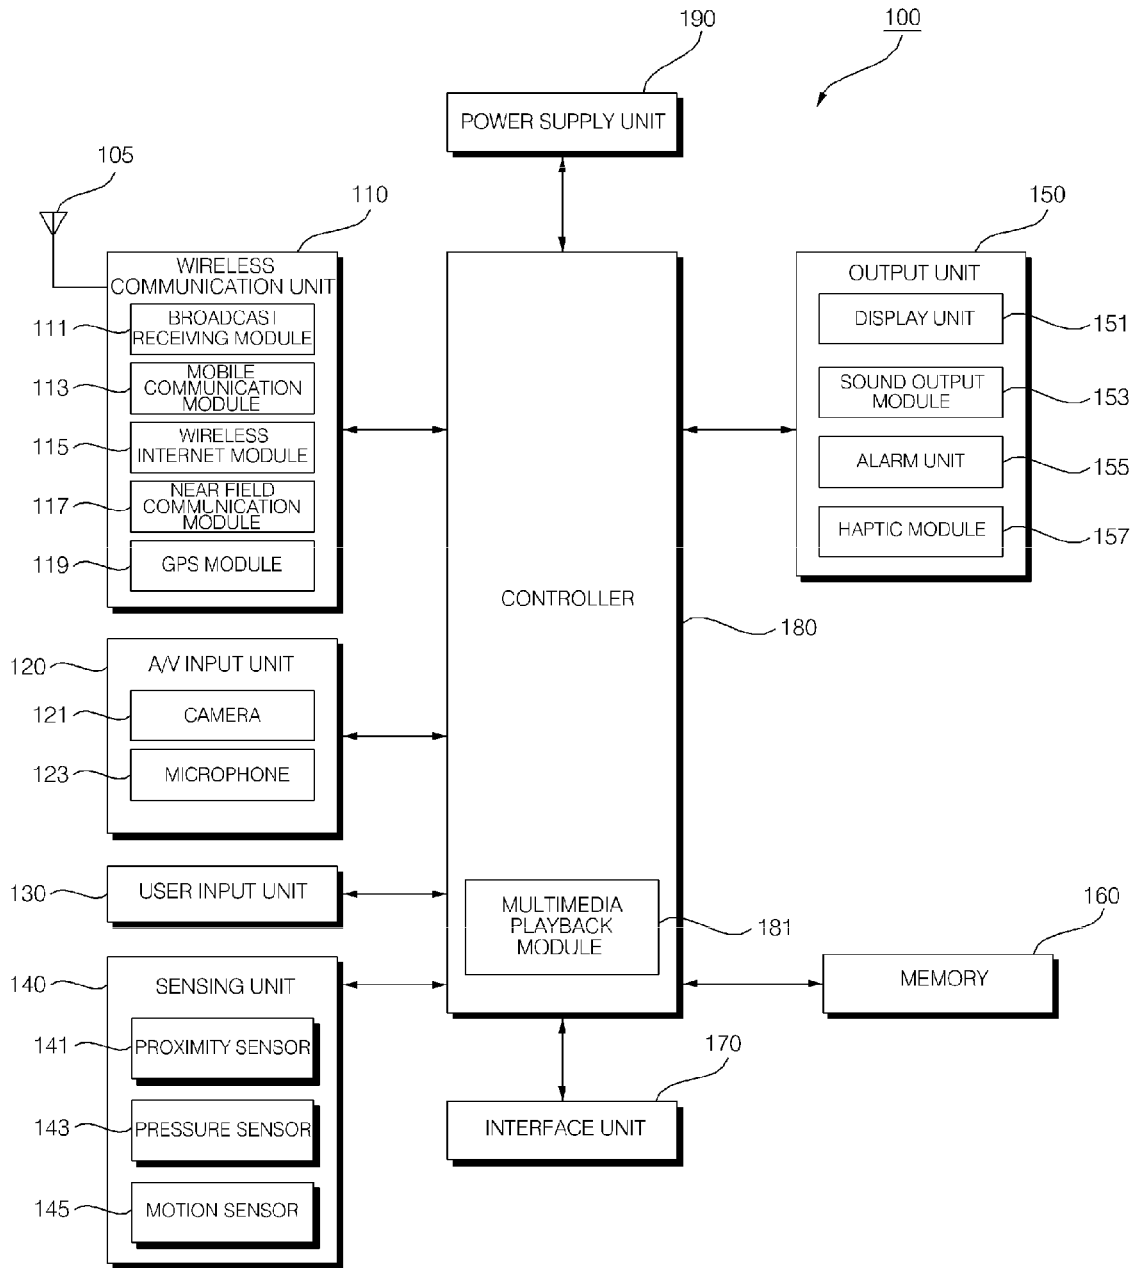 190
100
POWER SUPPLY UNIT
105
110
WIRELESS
COMMUNICATION UNIT
111
BROADCAST
RECEIVING MODULE
113
MOBILE
COMMUNICATION
MODULE
115
WIRELESS
INTERNET MODULE
117
NEAR FIELD
COMMUNICATION
MODULE
119
GPS MODULE
120
A/V INPUT UNIT
121
CAMERA
123
MICROPHONE
130
USER INPUT UNIT
140
SENSING UNIT
141
PROXIMITY SENSOR
143
PRESSURE SENSOR
145
MOTION SENSOR
CONTROLLER
180
MULTIMEDIA
PLAYBACK
MODULE
181
150
OUTPUT UNIT
DISPLAY UNIT
151
SOUND OUTPUT
MODULE
153
ALARM UNIT
155
HAPTIC MODULE
157
160
MEMORY
170
INTERFACE UNIT